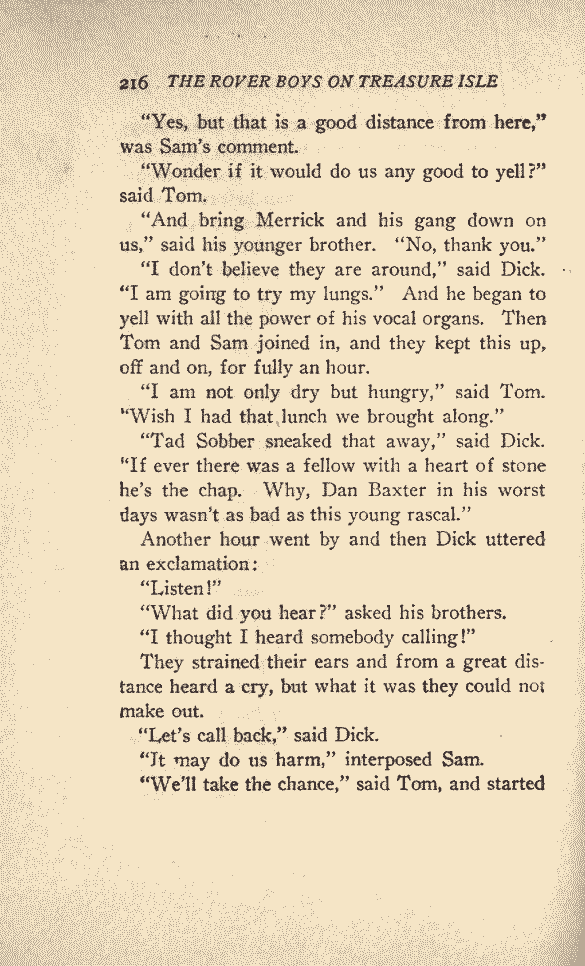 216 THE ROVER BOYS ON TREASURE ISLE
“Yes, but that is a good distance from here,”
was Sam's comment.
“Wonder if it would do us any good to yell?”
said Tom.
“And bring Merrick and his gang down on
us,” said his younger brother. “No, thank you.”
“I don't believe they are around,” said Dick.
“I am going to try my lungs.” And he began to
yell with all the power of his vocal organs. Then
Tom and Sam joined in, and they kept this up,
off and on, for fully an hour.
“I am not only dry but hungry,” said Tom.
“Wish I had that lunch we brought along.”
“Tad Sobber sneaked that away,” said Dick.
“If ever there was a fellow with a heart of stone
he's the chap. Why, Dan Baxter in his worst
days wasn't as bad as this young rascal.”
Another hour went by and then Dick uttered
an exclamation:
“Listen!”
“What did you hear?” asked his brothers.
“I thought I heard somebody calling!”
They strained their ears and from a great dis-
tance heard a cry, but what it was they could not
make out.
“Let's call back,” said Dick.
“It may do us harm,” interposed Sam.
“We'll take the chance,” said Tom, and started